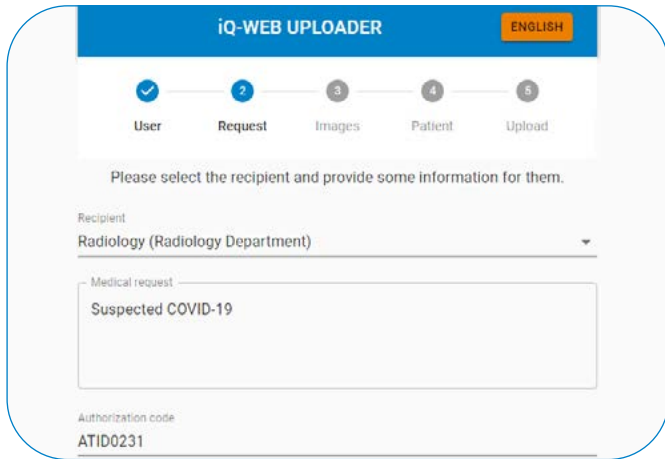 iQ-WEB UPLOADER
ENGLISH
2
3
4
5
User
Request
Images
Patient
Upload
Please select the recipient and provide some information for them.
Recipient
Radiology (Radiology Department)
Medical request
Suspected COVID-19
Authorization code
ATID0231